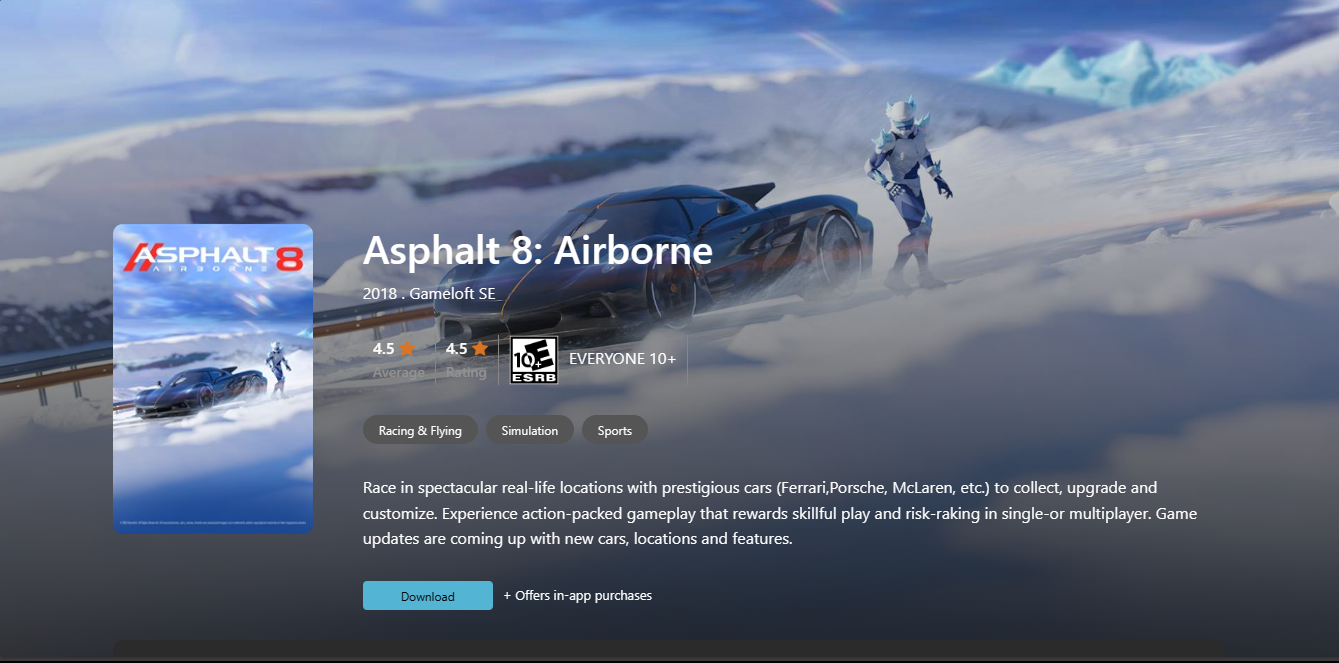 ASPHALT 8
AIRBORNE
Asphalt 8: Airborne
2018 . Gameloft SE
4.5
Average
4.5
Rating
10+
E
ESRB
EVERYONE 10+
Racing & Flying
Simulation
Sports
Race in spectacular real-life locations with prestigious cars (Ferrari,Porsche, McLaren, etc.) to collect, upgrade and
customize. Experience action-packed gameplay that rewards skillful play and risk-raking in single-or multiplayer. Game
updates are coming up with new cars, locations and features.
Download
+ Offers in-app purchases